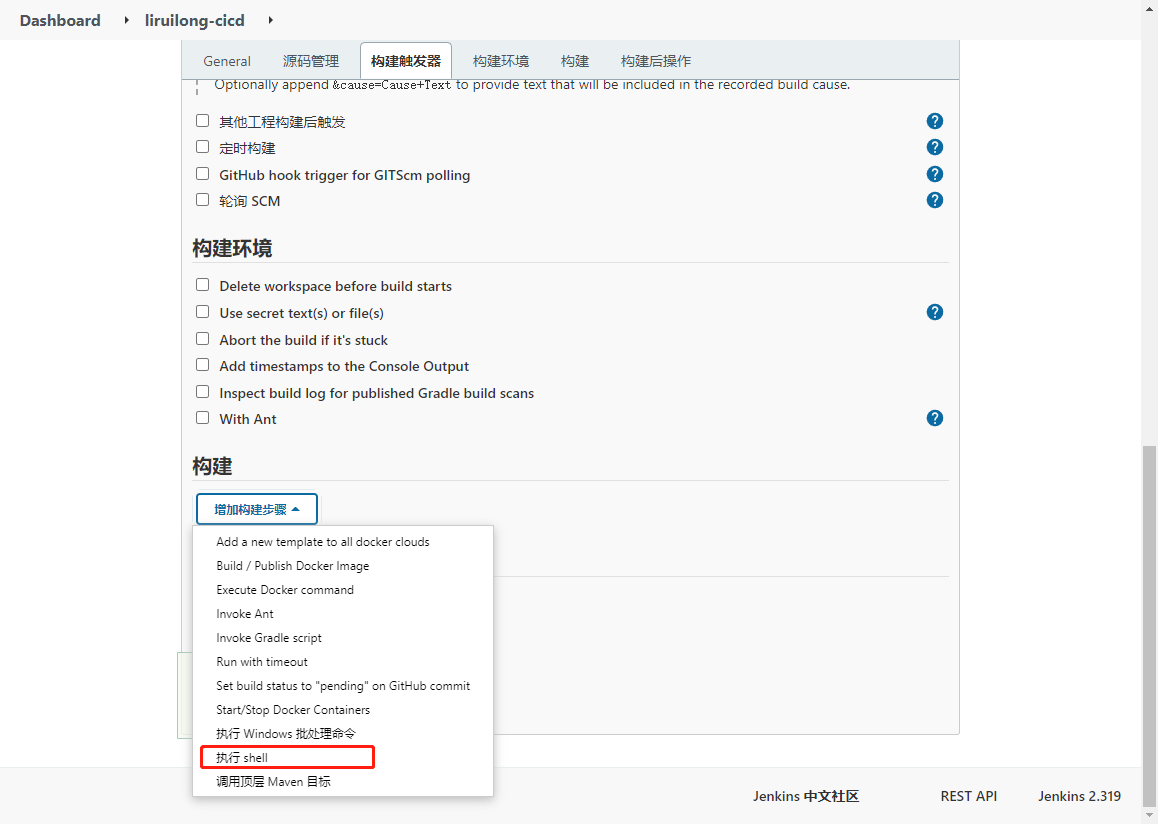 Dashboard
liruilong-cicd
General
源码管理
构建触发器
构建环境
构建
构建后操作
Optionally append &cause=Cause+Text to provide text that will be included in the recorded build cause.
其他工程构建后触发
定时构建
GitHub hook trigger for GITScm polling
轮询 SCM
构建环境
Delete workspace before build starts
Use secret text(s) or file(s)
Abort the build if it's stuck
Add timestamps to the Console Output
Inspect build log for published Gradle build scans
With Ant
构建
增加构建步骤
Add a new template to all docker clouds
Build / Publish Docker Image
Execute Docker command
Invoke Ant
Invoke Gradle script
Run with timeout
Set build status to "pending" on GitHub commit
Start/Stop Docker Containers
执行 Windows 批处理命令
执行 shell
调用顶层 Maven 目标
Jenkins 中文社区
REST API
Jenkins 2.319